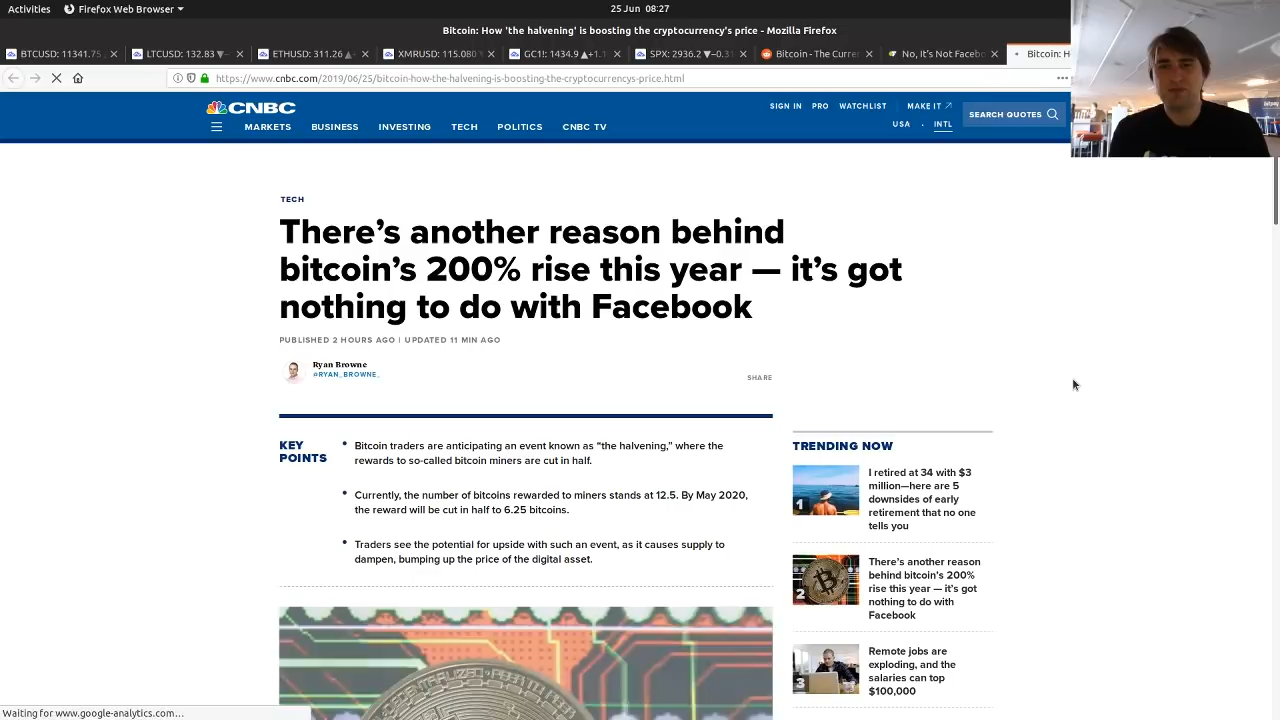 Activities Firefox Web Browser 25 Jun 08:27
Bitcoin: How 'the halvening' is boosting the cryptocurrency's price - Mozilla Firefox
BTCUSD: 11341.75 LTCUSD: 132.83 ETHUSD: 311.26 XMRUSD: 115.080 GC1!: 1434.9 +1.1 SPX: 2936.2 Bitcoin - The Curre No, It's Not Facebo Bitcoin: H
https://www.cnbc.com/2019/06/25/bitcoin-how-the-halvening-is-boosting-the-cryptocurrencys-price.html
CNBC
SIGN IN PRO WATCHLIST MAKE IT
SEARCH QUOTES
USA · INTL
MARKETS BUSINESS INVESTING TECH POLITICS CNBC TV
TECH
There's another reason behind
bitcoin's 200% rise this year — it's got
nothing to do with Facebook
PUBLISHED 2 HOURS AGO | UPDATED 11 MIN AGO
Ryan Browne
@RYAN_BROWNE_
SHARE
KEY
POINTS
• Bitcoin traders are anticipating an event known as “the halvening,” where the
rewards to so-called bitcoin miners are cut in half.
• Currently, the number of bitcoins rewarded to miners stands at 12.5. By May 2020,
the reward will be cut in half to 6.25 bitcoins.
• Traders see the potential for upside with such an event, as it causes supply to
dampen, bumping up the price of the digital asset.
TRENDING NOW
1
I retired at 34 with $3
million—here are 5
downsides of early
retirement that no one
tells you
2
There's another reason
behind bitcoin's 200%
rise this year — it's got
nothing to do with
Facebook
3
Remote jobs are
exploding, and the
salaries can top
$100,000
Waiting for www.google-analytics.com…